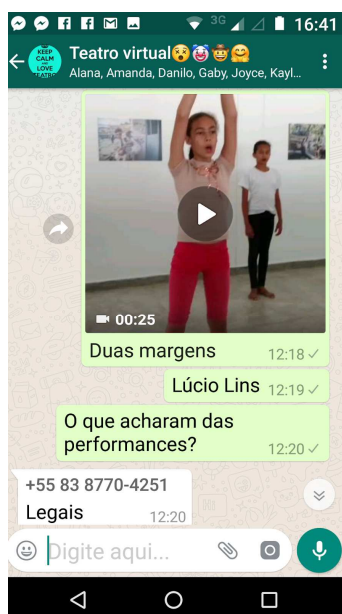 3G 16:41
KEEP
CALM
AND
LOVE
TEATRO
Teatro virtual
Alana, Amanda, Danilo, Gaby, Joyce, Kayl...
00:25
Duas margens 12:18
Lúcio Lins 12:19
O que acharam das
performances? 12:20
+55 83 8770-4251
Legais 12:20
Digite aqui...